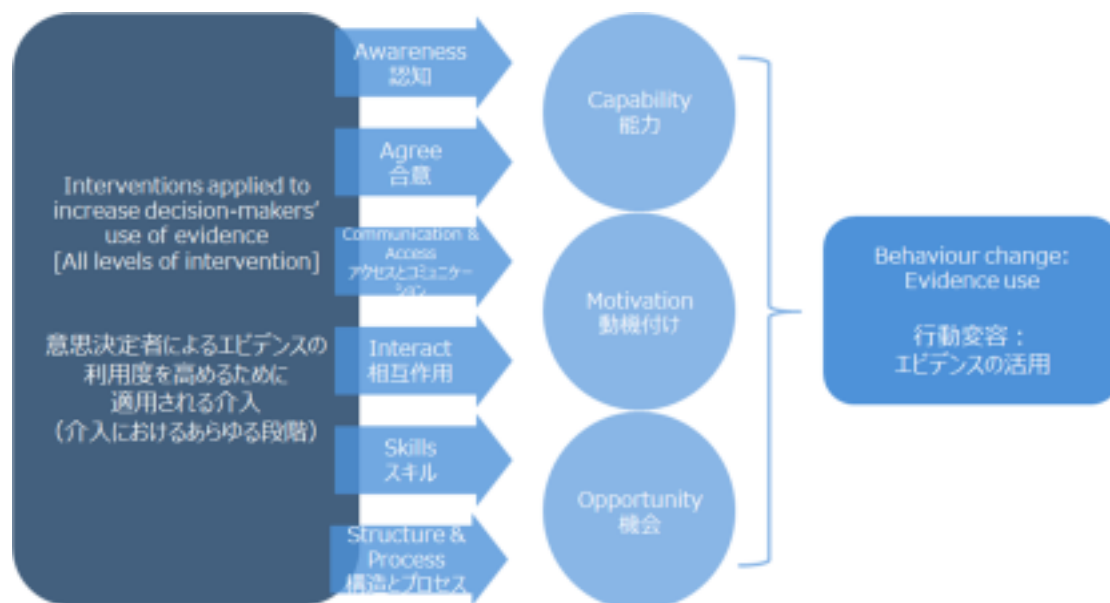 Interventions applied to
increase decision-makers'
use of evidence
[All levels of intervention]
意思決定者によるエビデンスの
利用度を高めるために
適用される介入
（介入におけるあらゆる段階）
Awareness
認知
Agree
合意
Communication &
Access
アクセスとコミュニケー
ション
Interact
相互作用
Skills
スキル
Structure &
Process
構造とプロセス
Capability
能力
Motivation
動機付け
Opportunity
機会
Behaviour change:
Evidence use
行動変容：
エビデンスの活用